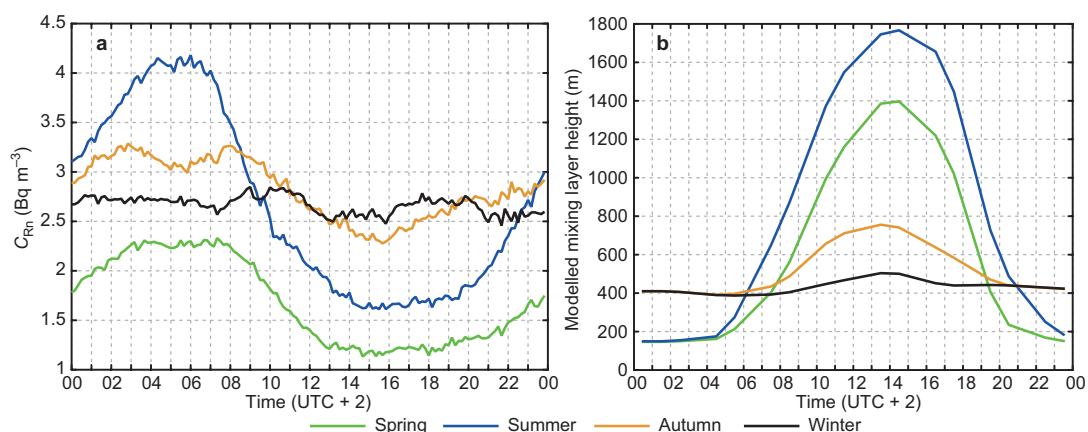 a
4.5
4
3.5
3
2.5
2
1.5
1
C_Rn (Bq m⁻³)
00 02 04 06 08 10 12 14 16 18 20 22 00
Time (UTC + 2)
b
1800
1600
1400
1200
1000
800
600
400
200
0
Modelled mixing layer height (m)
00 02 04 06 08 10 12 14 16 18 20 22 00
Time (UTC + 2)
Spring Summer Autumn Winter